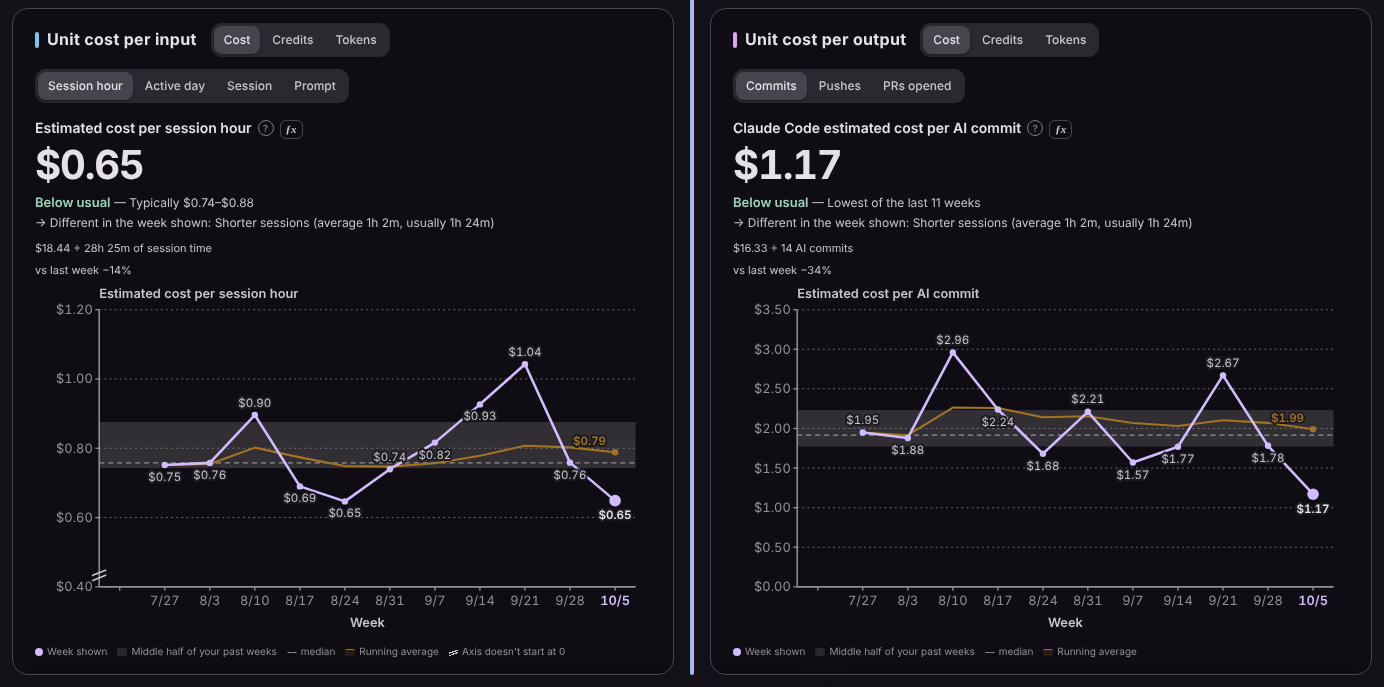 Unit cost per input Cost Credits Tokens
Session hour Active day Session Prompt
Estimated cost per session hour ? ƒx
$0.65
Below usual — Typically $0.74–$0.88
→ Different in the week shown: Shorter sessions (average 1h 2m, usually 1h 24m)
$18.44 ÷ 28h 25m of session time
vs last week −14%
Estimated cost per session hour
$1.20
$1.00
$0.80
$0.60
$0.40
$0.75
$0.76
$0.90
$0.69
$0.65
$0.74
$0.82
$0.93
$1.04
$0.76
$0.79
$0.65
7/27 8/3 8/10 8/17 8/24 8/31 9/7 9/14 9/21 9/28 10/5
Week
Week shown Middle half of your past weeks median Running average Axis doesn't start at 0
Unit cost per output Cost Credits Tokens
Commits Pushes PRs opened
Claude Code estimated cost per AI commit ? ƒx
$1.17
Below usual — Lowest of the last 11 weeks
→ Different in the week shown: Shorter sessions (average 1h 2m, usually 1h 24m)
$16.33 ÷ 14 AI commits
vs last week −34%
Estimated cost per AI commit
$3.50
$3.00
$2.50
$2.00
$1.50
$1.00
$0.50
$0.00
$1.95
$1.88
$2.96
$2.24
$1.68
$2.21
$1.57
$1.77
$2.67
$1.78
$1.99
$1.17
7/27 8/3 8/10 8/17 8/24 8/31 9/7 9/14 9/21 9/28 10/5
Week
Week shown Middle half of your past weeks median Running average